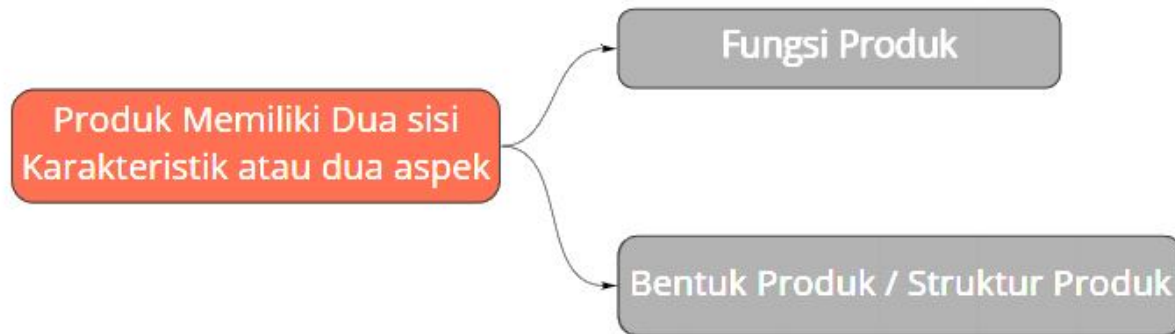 Fungsi Produk
Produk Memiliki Dua sisi
Karakteristik atau dua aspek
Bentuk Produk / Struktur Produk